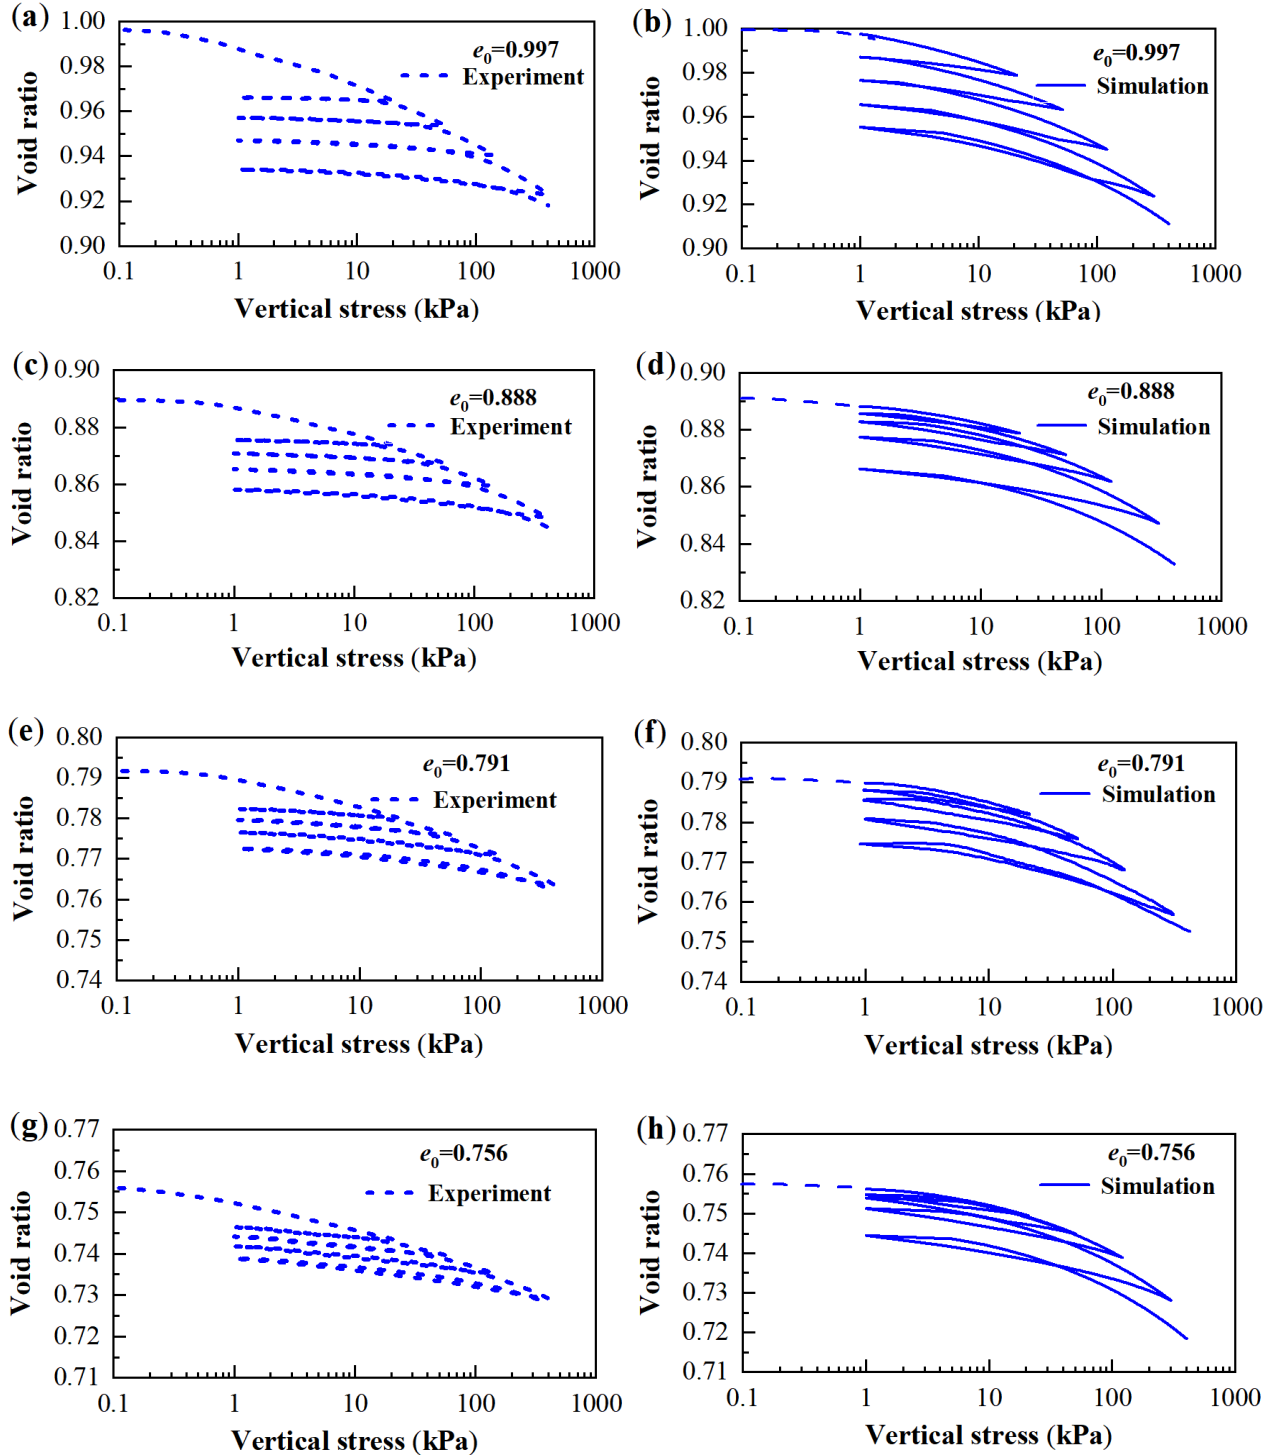 (a)
1.00
0.98
0.96
0.94
0.92
0.90
Void ratio
e0=0.997
Experiment
0.1 1 10 100 1000
Vertical stress (kPa)
(b)
1.00
0.98
0.96
0.94
0.92
0.90
Void ratio
e0=0.997
Simulation
0.1 1 10 100 1000
Vertical stress (kPa)
(c)
0.90
0.88
0.86
0.84
0.82
Void ratio
e0=0.888
Experiment
0.1 1 10 100 1000
Vertical stress (kPa)
(d)
0.90
0.88
0.86
0.84
0.82
Void ratio
e0=0.888
Simulation
0.1 1 10 100 1000
Vertical stress (kPa)
(e)
0.80
0.79
0.78
0.77
0.76
0.75
0.74
Void ratio
e0=0.791
Experiment
0.1 1 10 100 1000
Vertical stress (kPa)
(f)
0.80
0.79
0.78
0.77
0.76
0.75
0.74
Void ratio
e0=0.791
Simulation
0.1 1 10 100 1000
Vertical stress (kPa)
(g)
0.77
0.76
0.75
0.74
0.73
0.72
0.71
Void ratio
e0=0.756
Experiment
0.1 1 10 100 1000
Vertical stress (kPa)
(h)
0.77
0.76
0.75
0.74
0.73
0.72
0.71
Void ratio
e0=0.756
Simulation
0.1 1 10 100 1000
Vertical stress (kPa)